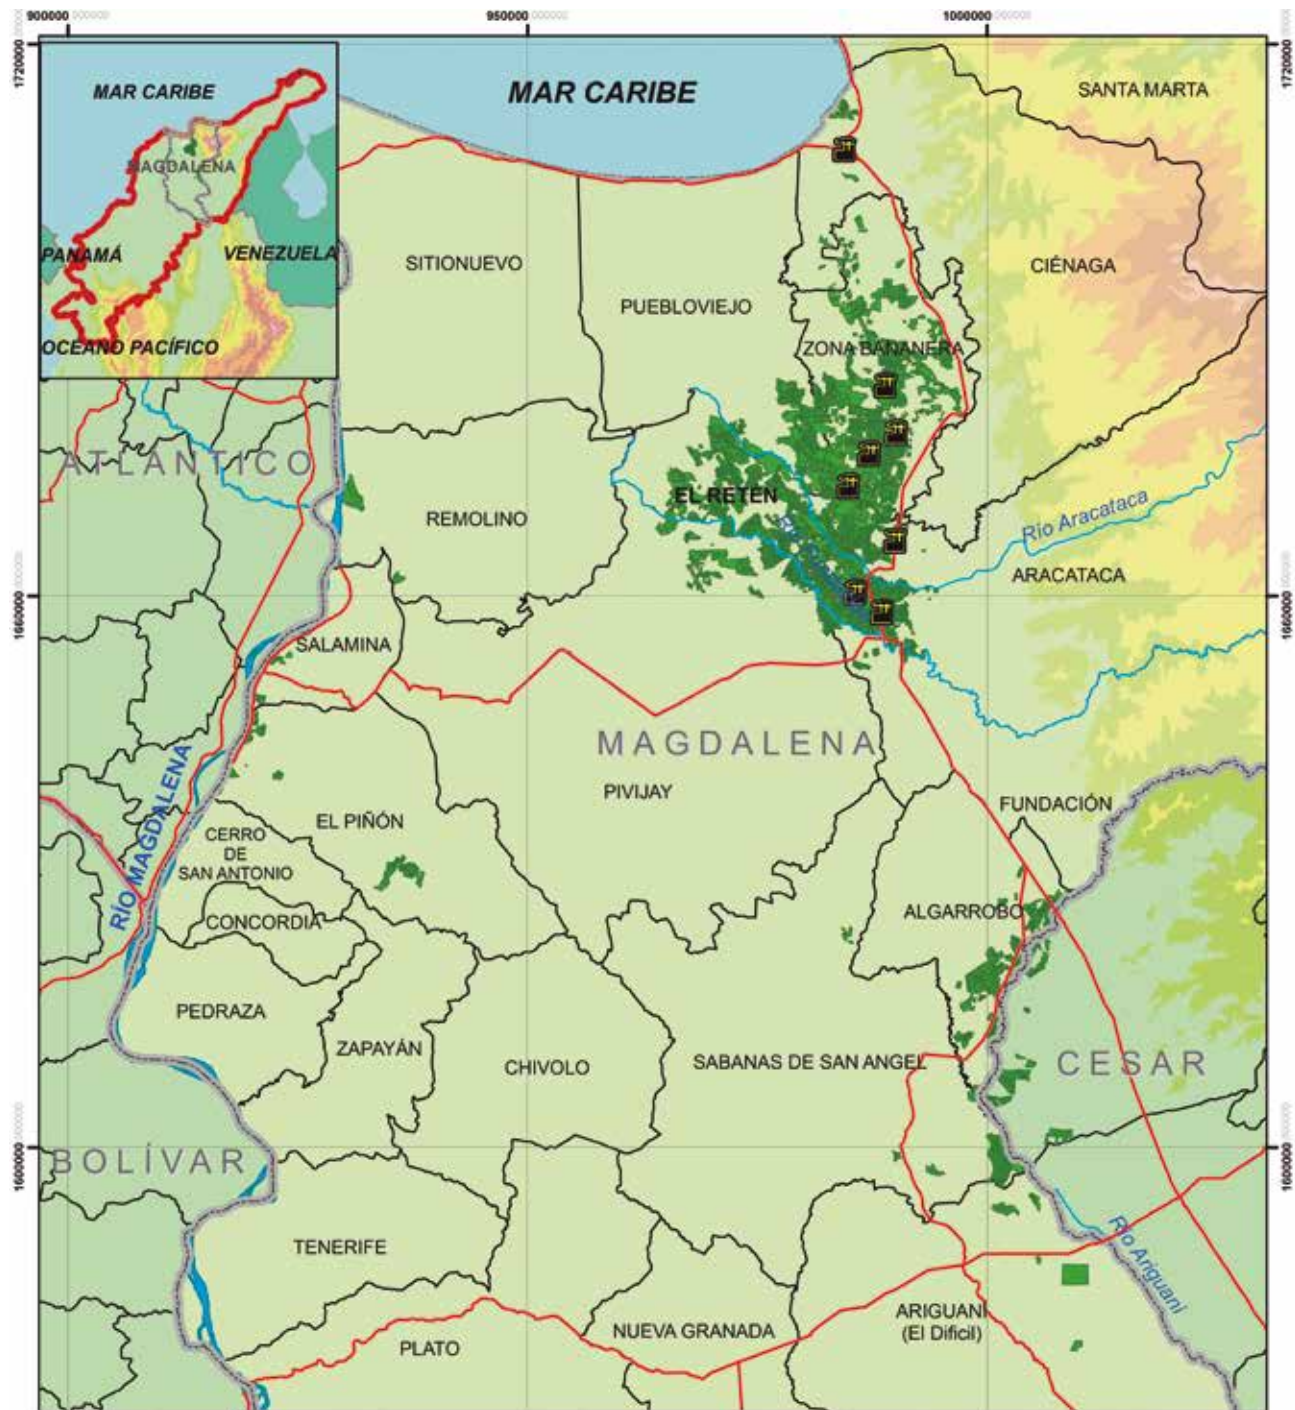 900000
950000
1000000
1720000
1720000
MAR CARIBE
MAGDALENA
PANAMÁ
VENEZUELA
OCEANO PACÍFICO
MAR CARIBE
SANTA MARTA
SITIONUEVO
PUEBLOVIEJO
CIÉNAGA
ZONA BANANERA
ATLÁNTICO
REMOLINO
EL RETEN
Río Aracataca
ARACATACA
1660000
1660000
SALAMINA
MAGDALENA
PIVIJAY
RÍO MAGDALENA
EL PIÑÓN
FUNDACIÓN
CERRO
DE
SAN ANTONIO
CONCORDIA
ALGARROBO
PEDRAZA
ZAPAYÁN
CHIVOLO
SABANAS DE SAN ANGEL
CESAR
1600000
1600000
BOLÍVAR
TENERIFE
Río Ariguaní
PLATO
NUEVA GRANADA
ARIGUANÍ
(El Dificil)